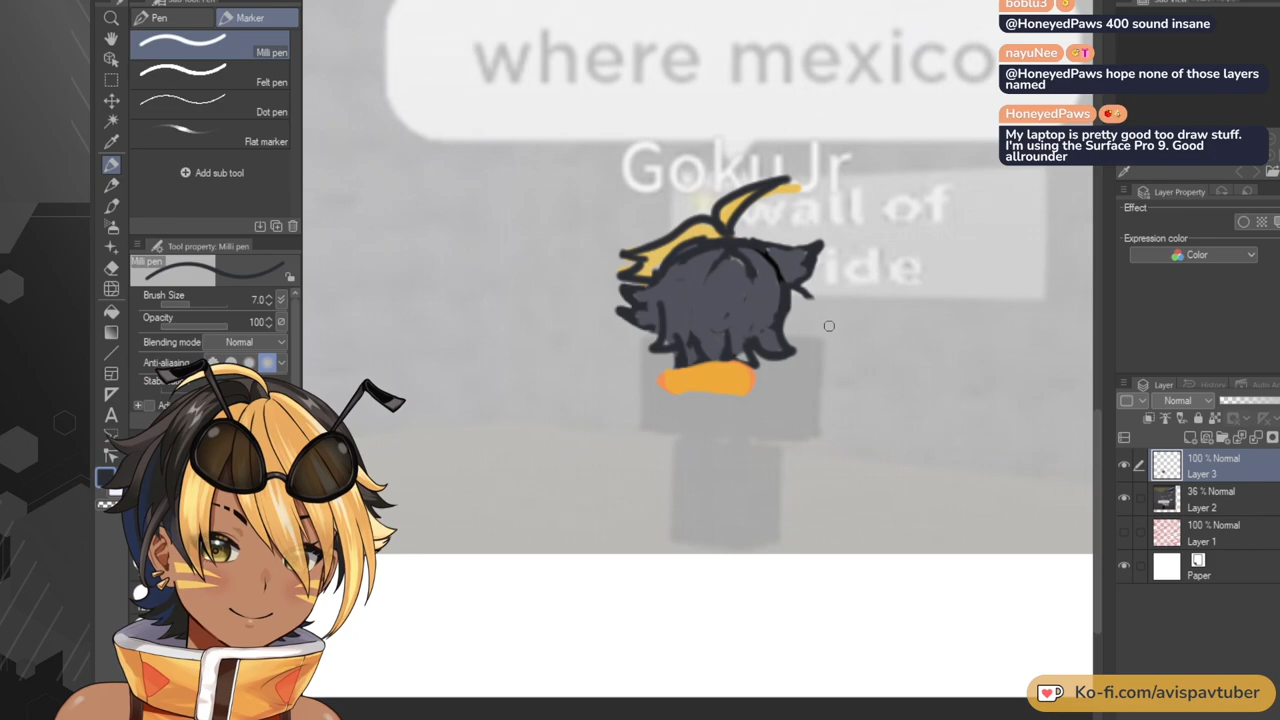 boblu3
@HoneyedPaws 400 sound insane
nayuNee
@HoneyedPaws hope none of those layers
named
HoneyedPaws
My laptop is pretty good too draw stuff.
I'm using the Surface Pro 9. Good
allrounder
Pen
Marker
Milli pen
Felt pen
Dot pen
Flat marker
Add sub tool
Tool property: Milli pen
Milli pen
Brush Size
7.0
Opacity
100
Blending mode
Normal
Anti-aliasing
where mexico
GokuJr
wall of
ide
Layer Property
Effect
Expression color
Color
Layer
History
Auto Ac
Normal
100 % Normal
Layer 3
36 % Normal
Layer 2
100 % Normal
Layer 1
Paper
Ko-fi.com/avispavtuber